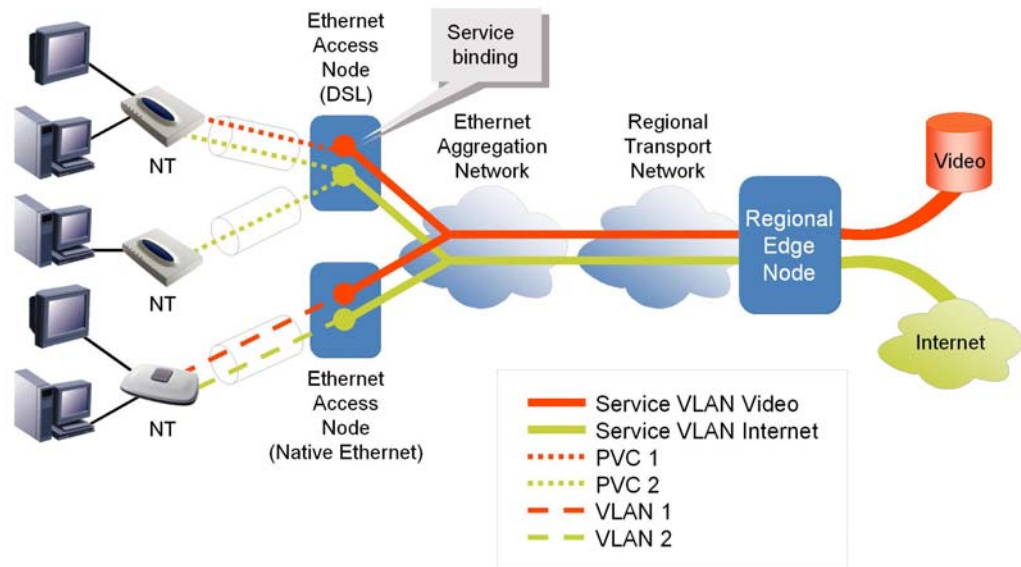 Ethernet
Access
Node
(DSL)
Service
binding
NT
Ethernet
Aggregation
Network
Regional
Transport
Network
Video
NT
Regional
Edge
Node
Internet
NT
Ethernet
Access
Node
(Native Ethernet)
Service VLAN Video
Service VLAN Internet
PVC 1
PVC 2
VLAN 1
VLAN 2